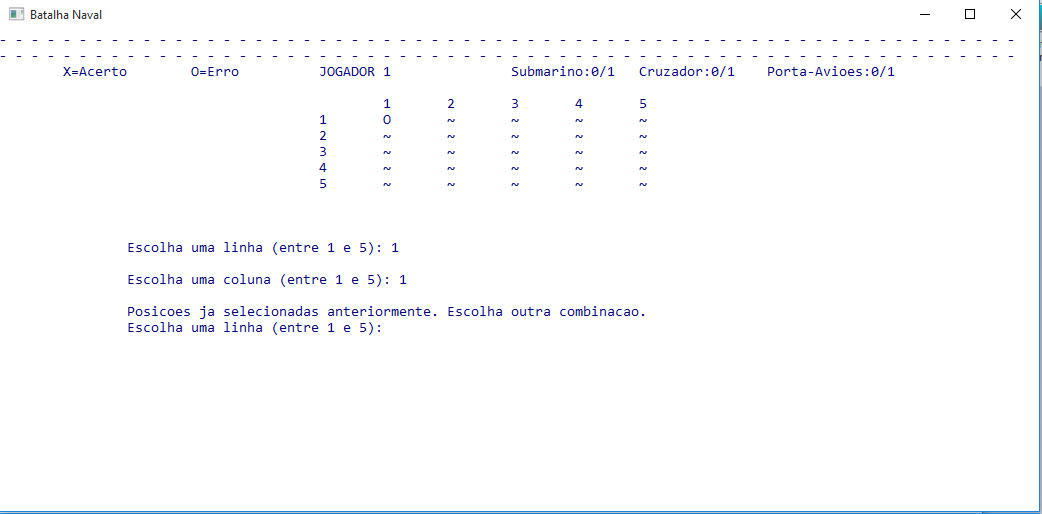 Batalha Naval
- - - - - - - - - - - - - - - - - - - - - - - - - - - - - - - - - - - - - - - - - - - - - - - - - - - - - - - - - - - - - - - -
- - - - - - - - - - - - - - - - - - - - - - - - - - - - - - - - - - - - - - - - - - - - - - - - - - - - - - - - - - - - - - - -
X=Acerto O=Erro JOGADOR 1 Submarino:0/1 Cruzador:0/1 Porta-Avioes:0/1
1 2 3 4 5
1 O ~ ~ ~ ~
2 ~ ~ ~ ~ ~
3 ~ ~ ~ ~ ~
4 ~ ~ ~ ~ ~
5 ~ ~ ~ ~ ~
Escolha uma linha (entre 1 e 5): 1
Escolha uma coluna (entre 1 e 5): 1
Posicoes ja selecionadas anteriormente. Escolha outra combinacao.
Escolha uma linha (entre 1 e 5):